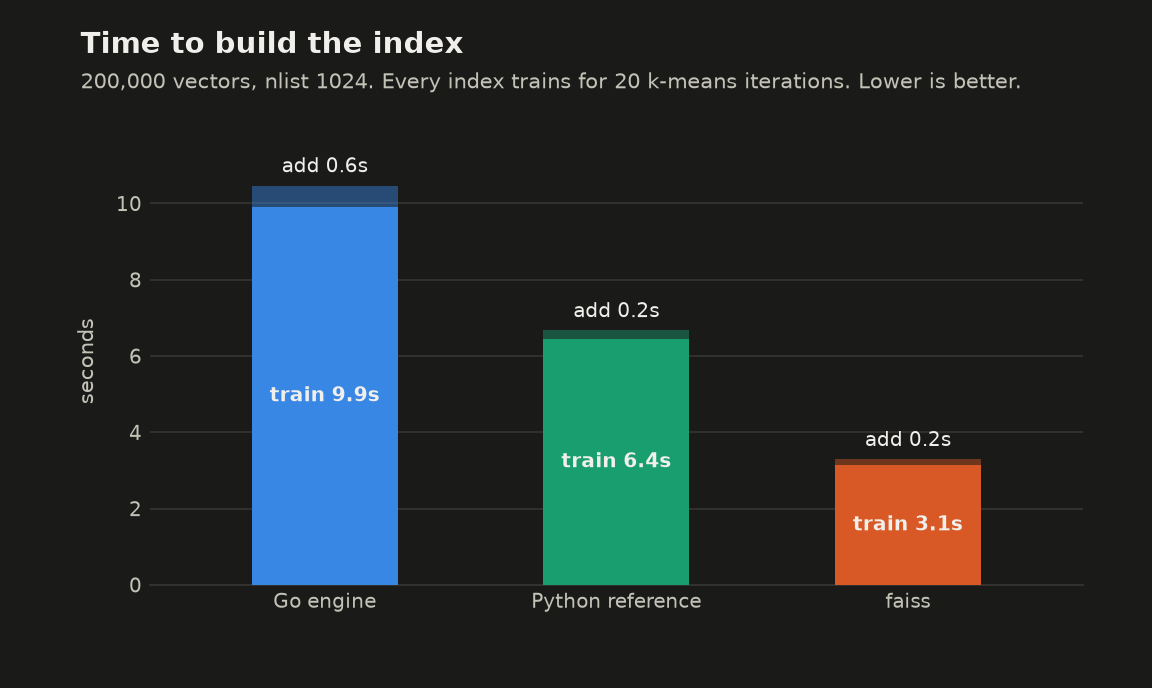 Time to build the index
200,000 vectors, nlist 1024. Every index trains for 20 k-means iterations. Lower is better.
seconds
10
8
6
4
2
0
add 0.6s
train 9.9s
add 0.2s
train 6.4s
add 0.2s
train 3.1s
Go engine
Python reference
faiss